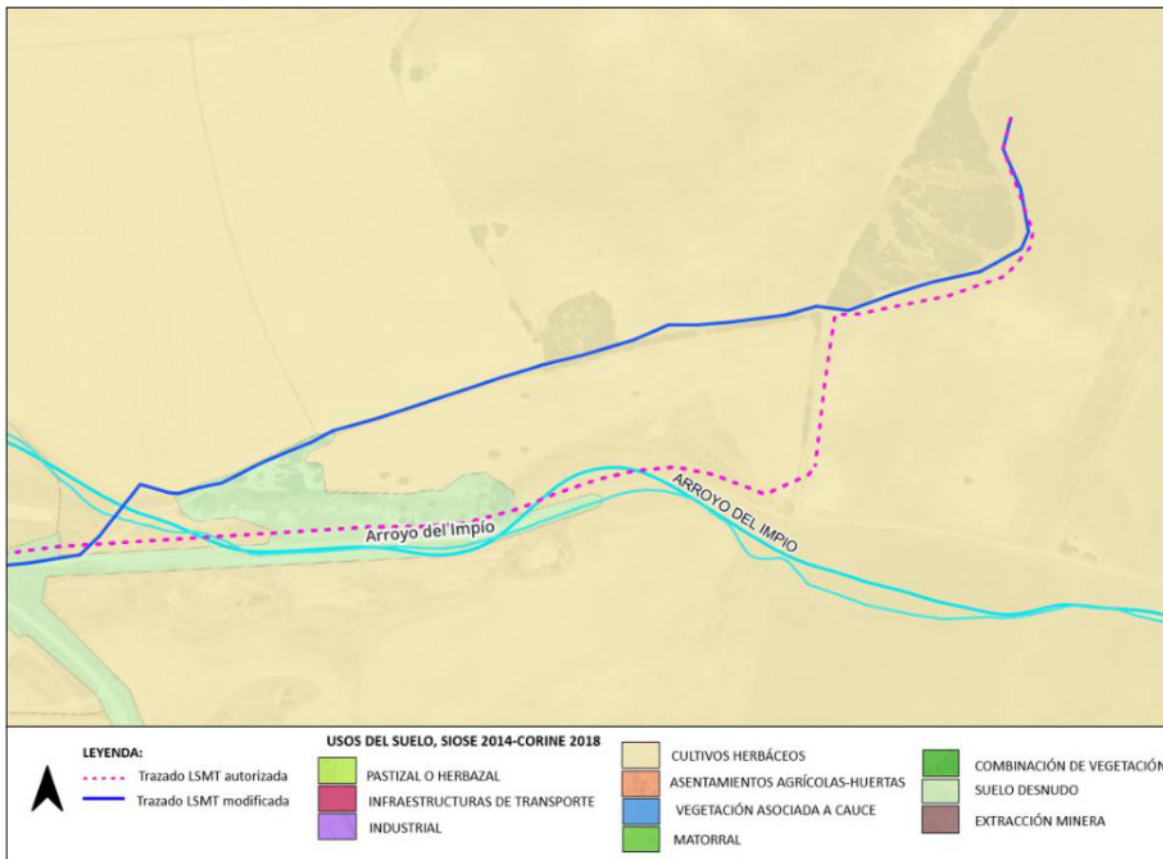 Arroyo del Impío
ARROYO DEL IMPÍO
LEYENDA:
Trazado LSMT autorizada
Trazado LSMT modificada
USOS DEL SUELO, SIOSE 2014-CORINE 2018
PASTIZAL O HERBAZAL
INFRAESTRUCTURAS DE TRANSPORTE
INDUSTRIAL
CULTIVOS HERBÁCEOS
ASENTAMIENTOS AGRÍCOLAS-HUERTAS
VEGETACIÓN ASOCIADA A CAUCE
MATORRAL
COMBINACIÓN DE VEGETACIÓN
SUELO DESNUDO
EXTRACCIÓN MINERA